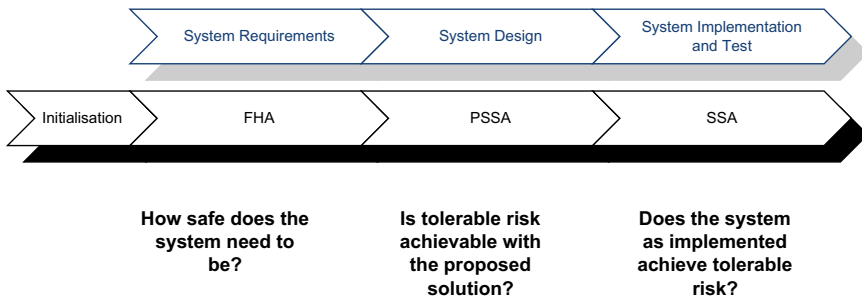 System Requirements
System Design
System Implementation
and Test
Initialisation
FHA
PSSA
SSA
How safe does the
system need to
be?
Is tolerable risk
achievable with
the proposed
solution?
Does the system
as implemented
achieve tolerable
risk?